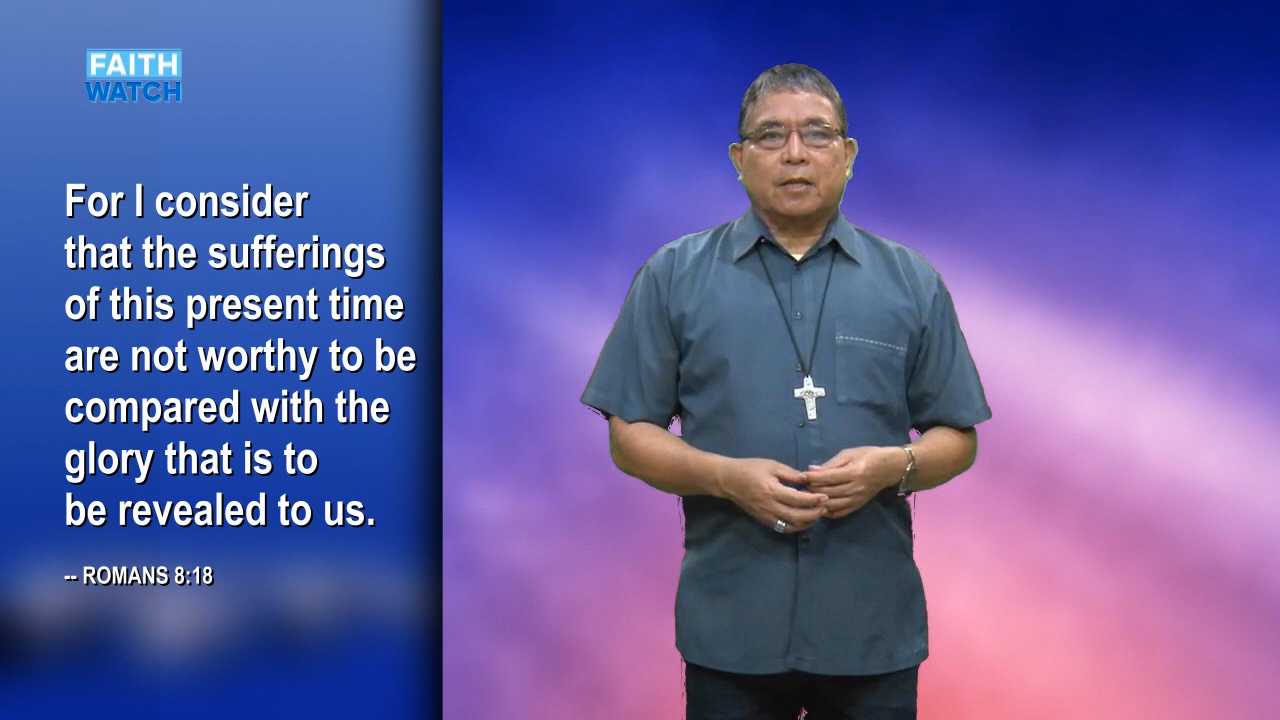 FAITH
WATCH
For I consider
that the sufferings
of this present time
are not worthy to be
compared with the
glory that is to
be revealed to us.
-- ROMANS 8:18